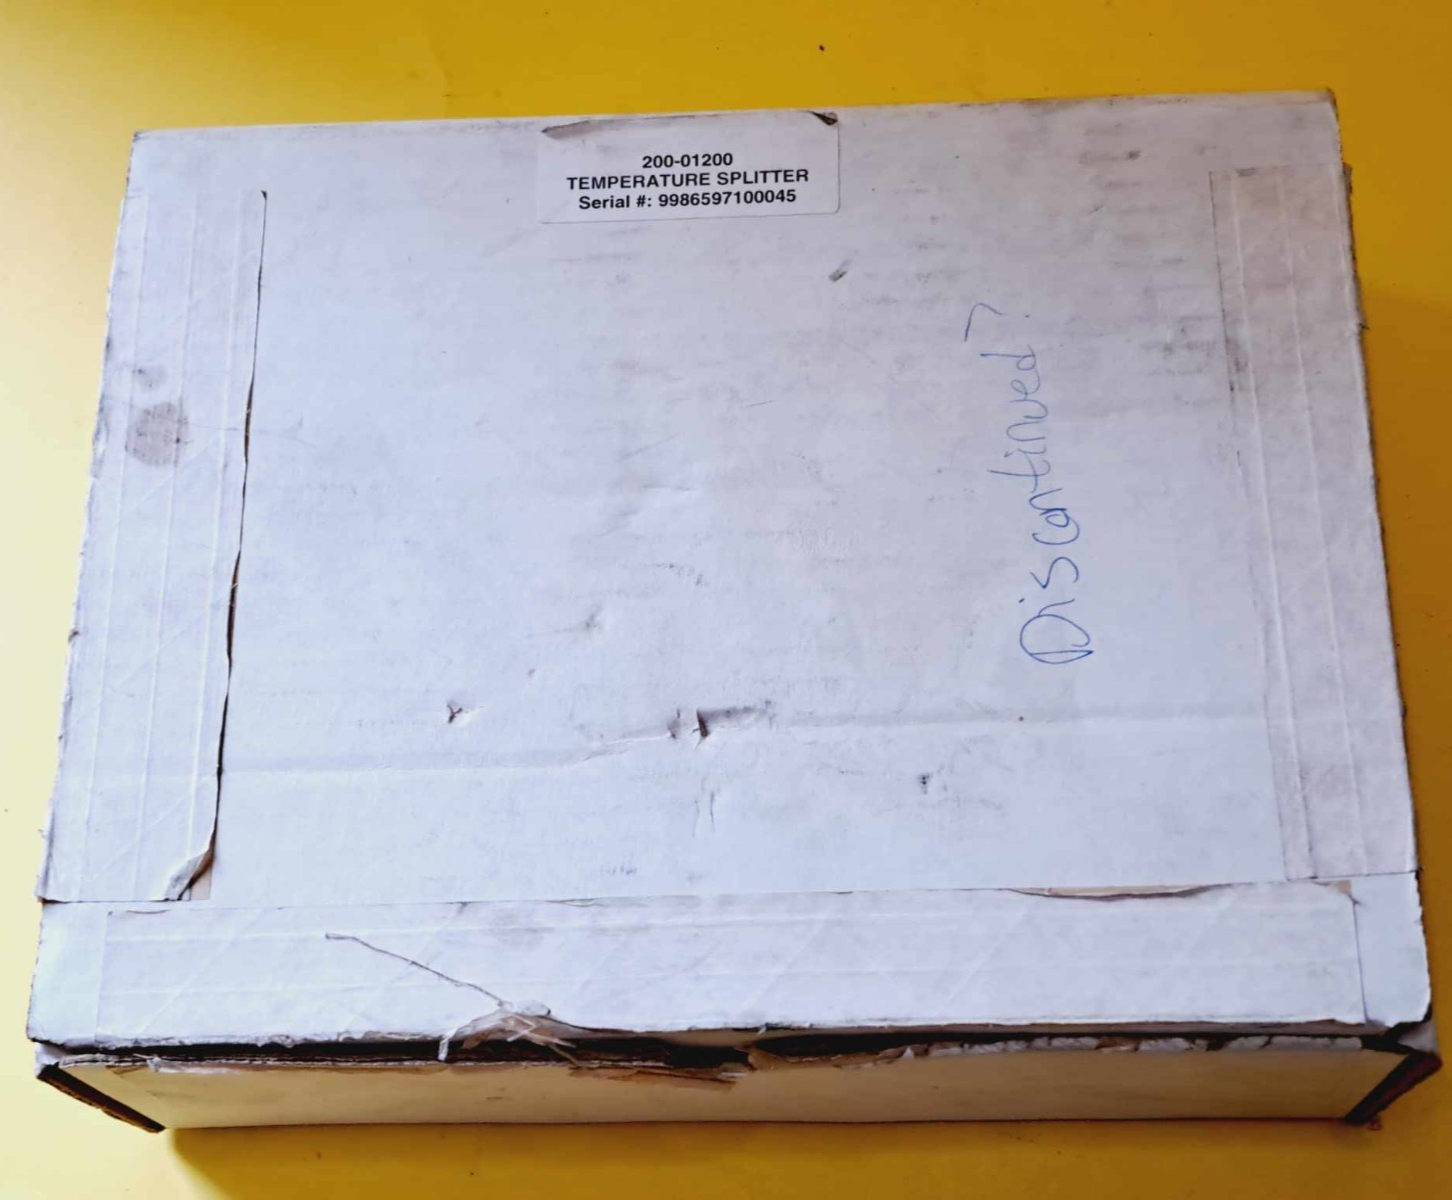 200-01200
TEMPERATURE SPLITTER
Serial #: 9986597100045
Discontinued?